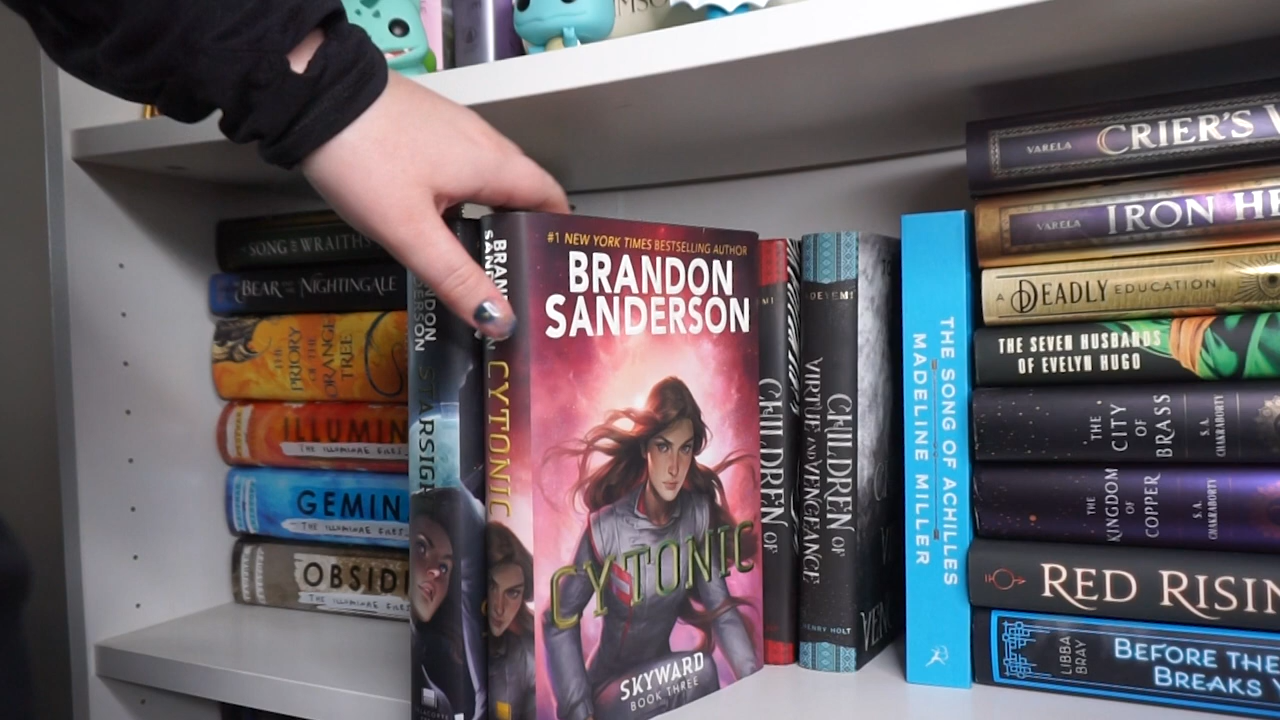 SONG OF WRAITHS
BEAR AND THE NIGHTINGALE
THE
PRIORY
OF THE
ORANGE
TREE
ILLUMIN
THE ILLUMINAE FILES
GEMIN
THE ILLUMINAE FILES
OBSIDI
THE ILLUMINAE FILES
STARSIG
CYTONIC
#1 NEW YORK TIMES BESTSELLING AUTHOR
BRANDON
SANDERSON
CYTONIC
SKYWARD
BOOK THREE
CHILDREN OF
ADEYEMI
CHILDREN OF
VIRTUE AND VENGEANCE
HENRY HOLT
THE SONG OF ACHILLES
MADELINE MILLER
VARELA CRIER'S
VARELA IRON HE
A DEADLY EDUCATION
THE SEVEN HUSBANDS
OF EVELYN HUGO
THE
CITY
OF
BRASS
S.A.
CHAKRABORTY
THE
KINGDOM
OF
COPPER
S.A.
CHAKRABORTY
RED RISIN
LIBBA
BRAY
BEFORE THE
BREAKS